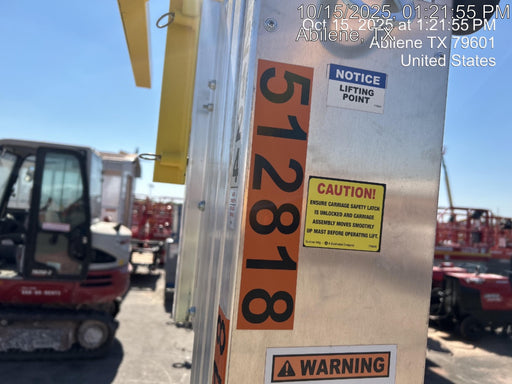 10/15/2025, 01:21:55 PM
Oct 15, 2025 at 1:21:55 PM
Abilene, TX
Abilene TX 79601
United States
NOTICE
LIFTING
POINT
512818
CAUTION!
ENSURE CARRIAGE SAFETY LATCH
IS UNLOCKED AND CARRIAGE
ASSEMBLY MOVES SMOOTHLY
UP MAST BEFORE OPERATING LIFT.
WARNING